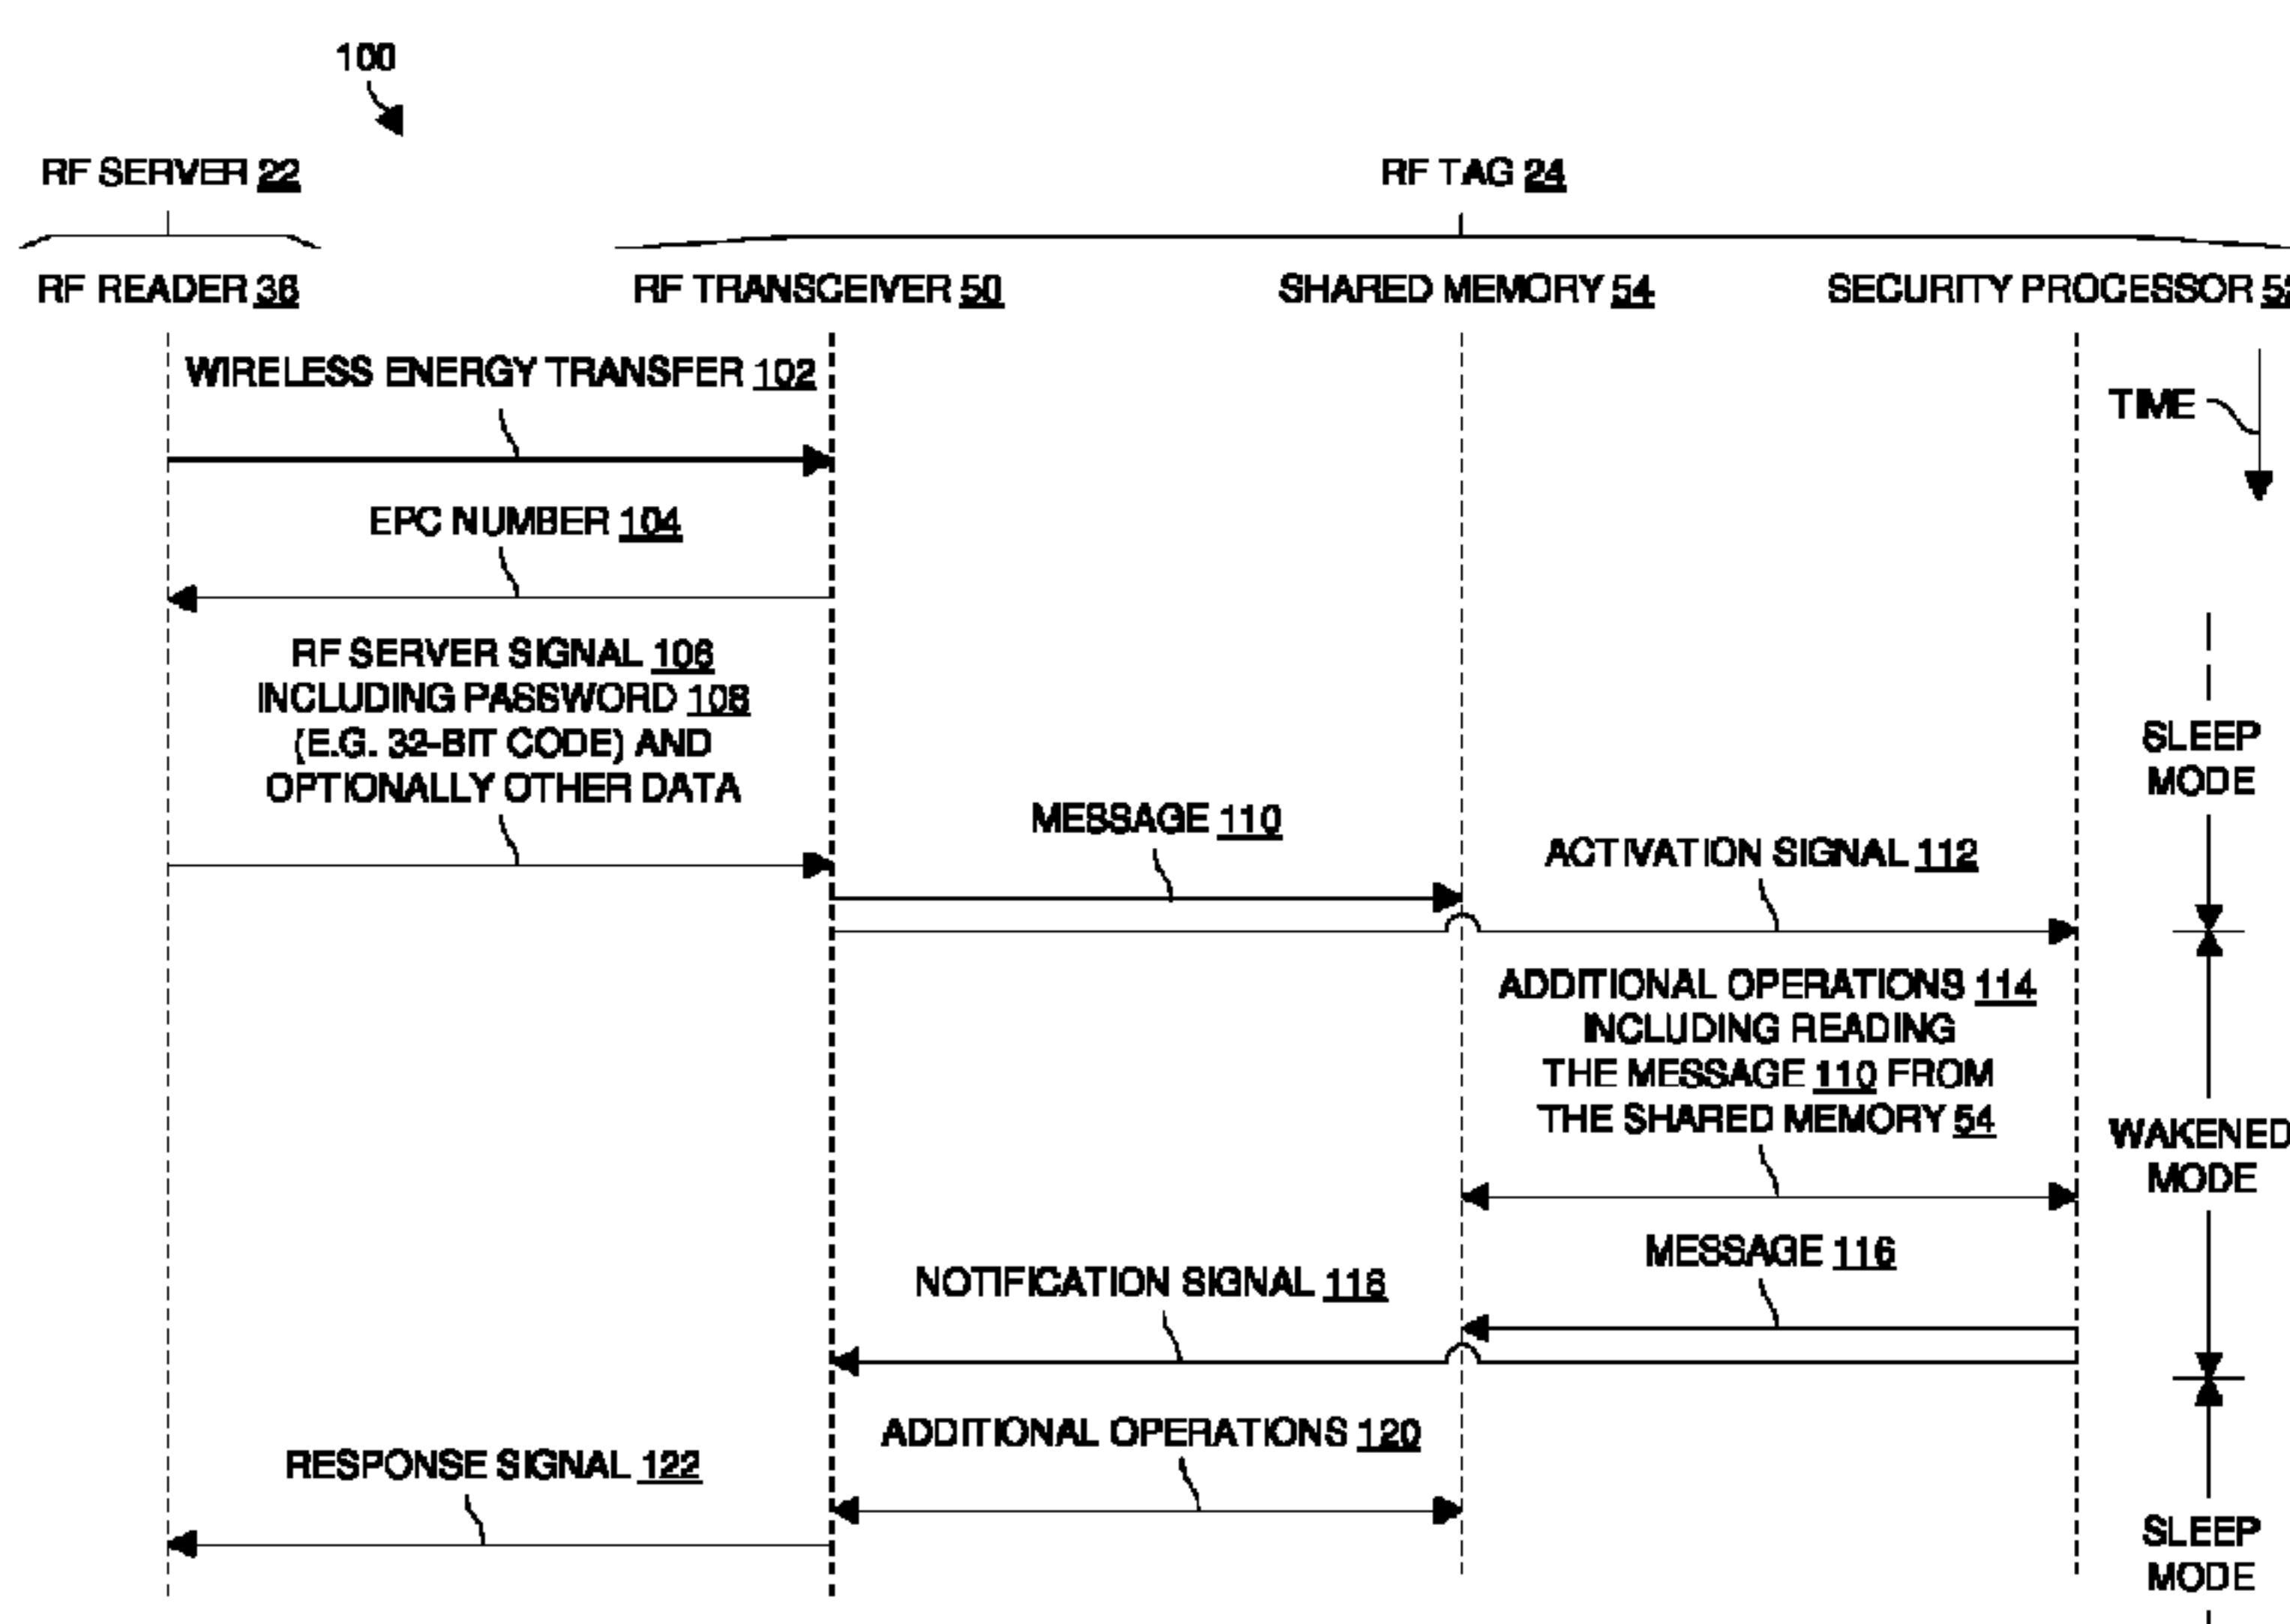 100
RF SERVER 22
RF TAG 24
RF READER 36
RF TRANSCEIVER 50
SHARED MEMORY 54
SECURITY PROCESSOR
WIRELESS ENERGY TRANSFER 102
TIME
EPC NUMBER 104
RF SERVER SIGNAL 106
INCLUDING PASSWORD 108
(E.G. 32-BIT CODE) AND
OPTIONALLY OTHER DATA
SLEEP
MODE
MESSAGE 110
ACTIVATION SIGNAL 112
ADDITIONAL OPERATIONS 114
INCLUDING READING
THE MESSAGE 110 FROM
THE SHARED MEMORY 54
WAKENED
MODE
MESSAGE 116
NOTIFICATION SIGNAL 118
ADDITIONAL OPERATIONS 120
RESPONSE SIGNAL 122
SLEEP
MODE